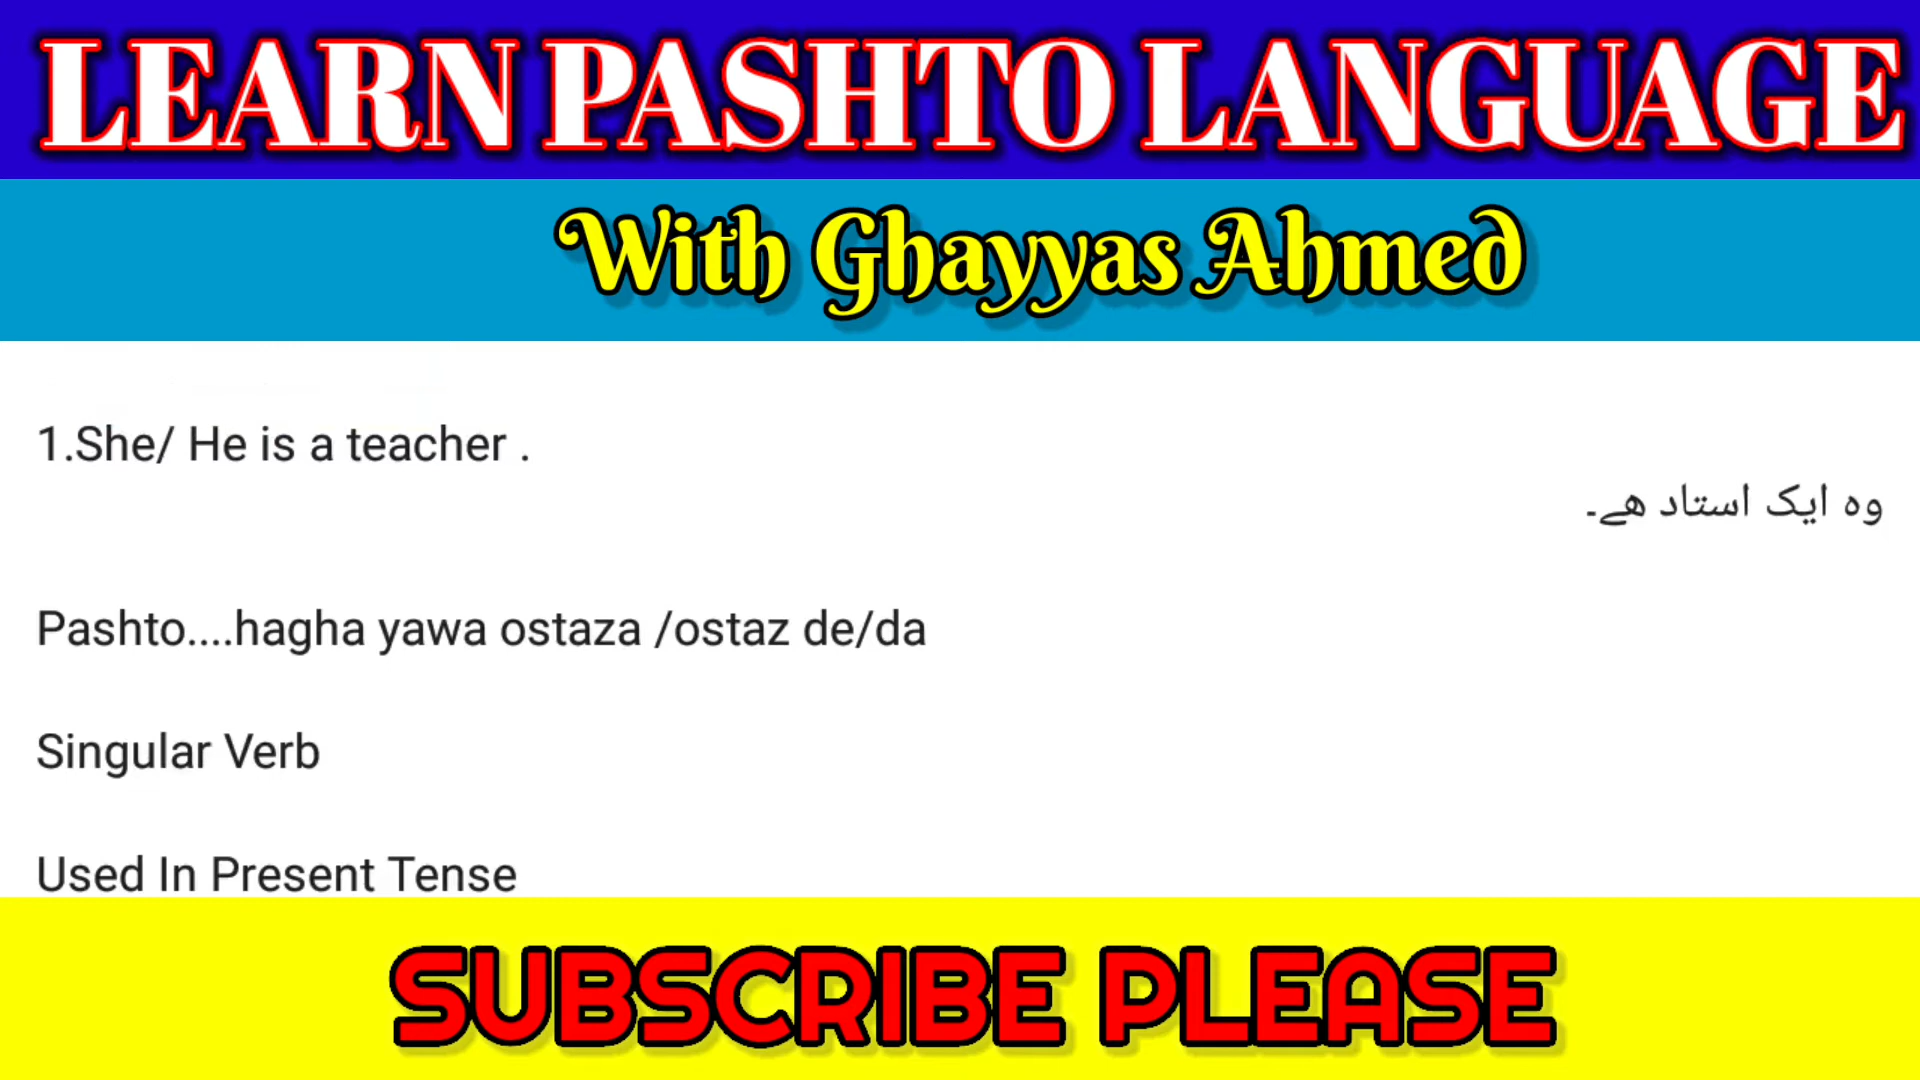 LEARN PASHTO LANGUAGE
With Ghayyas Ahmed
1.She/ He is a teacher .
وہ ایک استاد ھے۔
Pashto....hagha yawa ostaza /ostaz de/da
Singular Verb
Used In Present Tense
SUBSCRIBE PLEASE